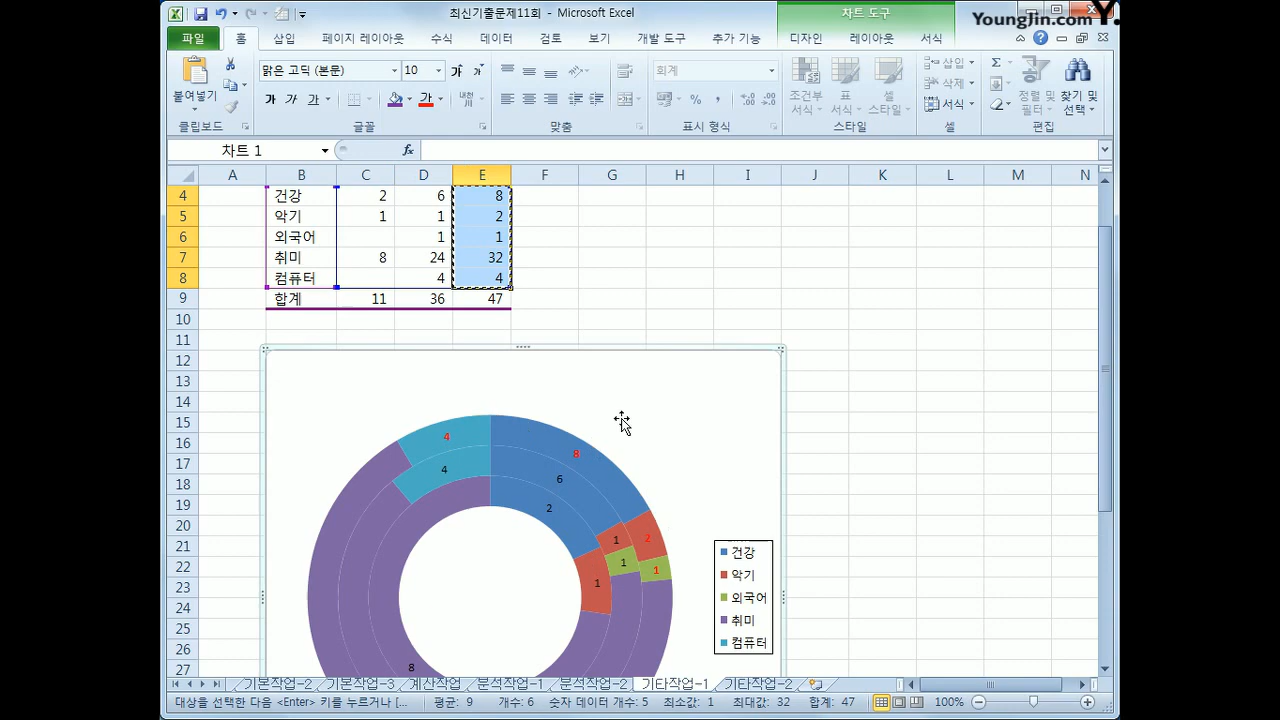 최신기출문제11회 - Microsoft Excel
차트 도구
YoungJin.com Y.
파일 홈 삽입 페이지 레이아웃 수식 데이터 검토 보기 개발 도구 추가 기능 디자인 레이아웃 서식
붙여넣기
맑은 고딕 (본문) 10 가 가
가 가 가 가 내천
회계
% ,
조건부 서식 표 서식 셀 스타일
삽입
삭제
서식
정렬 및 필터 찾기 및 선택
클립보드 글꼴 맞춤 표시 형식 스타일 셀 편집
차트 1 fx
A B C D E F G H I J K L M N
4 건강 2 6 8
5 악기 1 1 2
6 외국어 1 1
7 취미 8 24 32
8 컴퓨터 4 4
9 합계 11 36 47
10
11
12
13
14
15
16
17
18
19
20
21
22
23
24
25
26
27
4 8
4 6
2
1 2
1 1
1
8
건강
악기
외국어
취미
컴퓨터
기본작업-2 기본작업-3 계산작업 분석작업-1 분석작업-2 기타작업-1 기타작업-2
대상을 선택한 다음 <Enter> 키를 누르거나 [... 평균: 9 개수: 6 숫자 데이터 개수: 5 최소값: 1 최대값: 32 합계: 47 100%